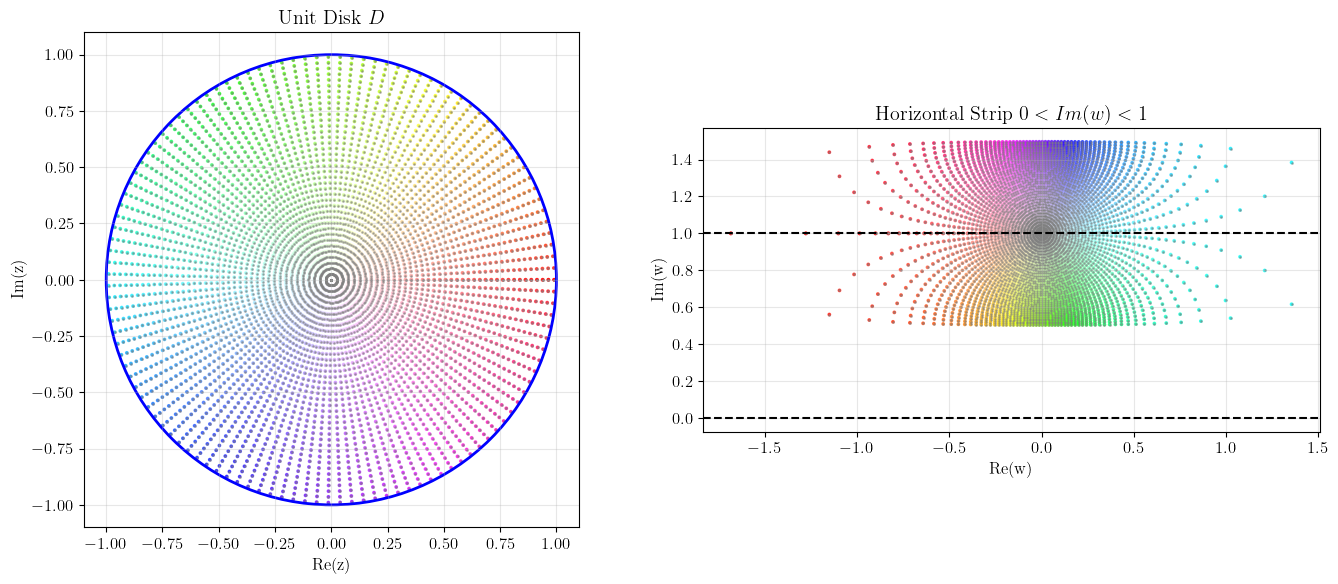 Unit Disk D
1.00
0.75
0.50
0.25
0.00
−0.25
−0.50
−0.75
−1.00
Im(z)
−1.00 −0.75 −0.50 −0.25 0.00 0.25 0.50 0.75 1.00
Re(z)
Horizontal Strip 0 < Im(w) < 1
1.4
1.2
1.0
0.8
0.6
0.4
0.2
0.0
Im(w)
−1.5 −1.0 −0.5 0.0 0.5 1.0 1.5
Re(w)